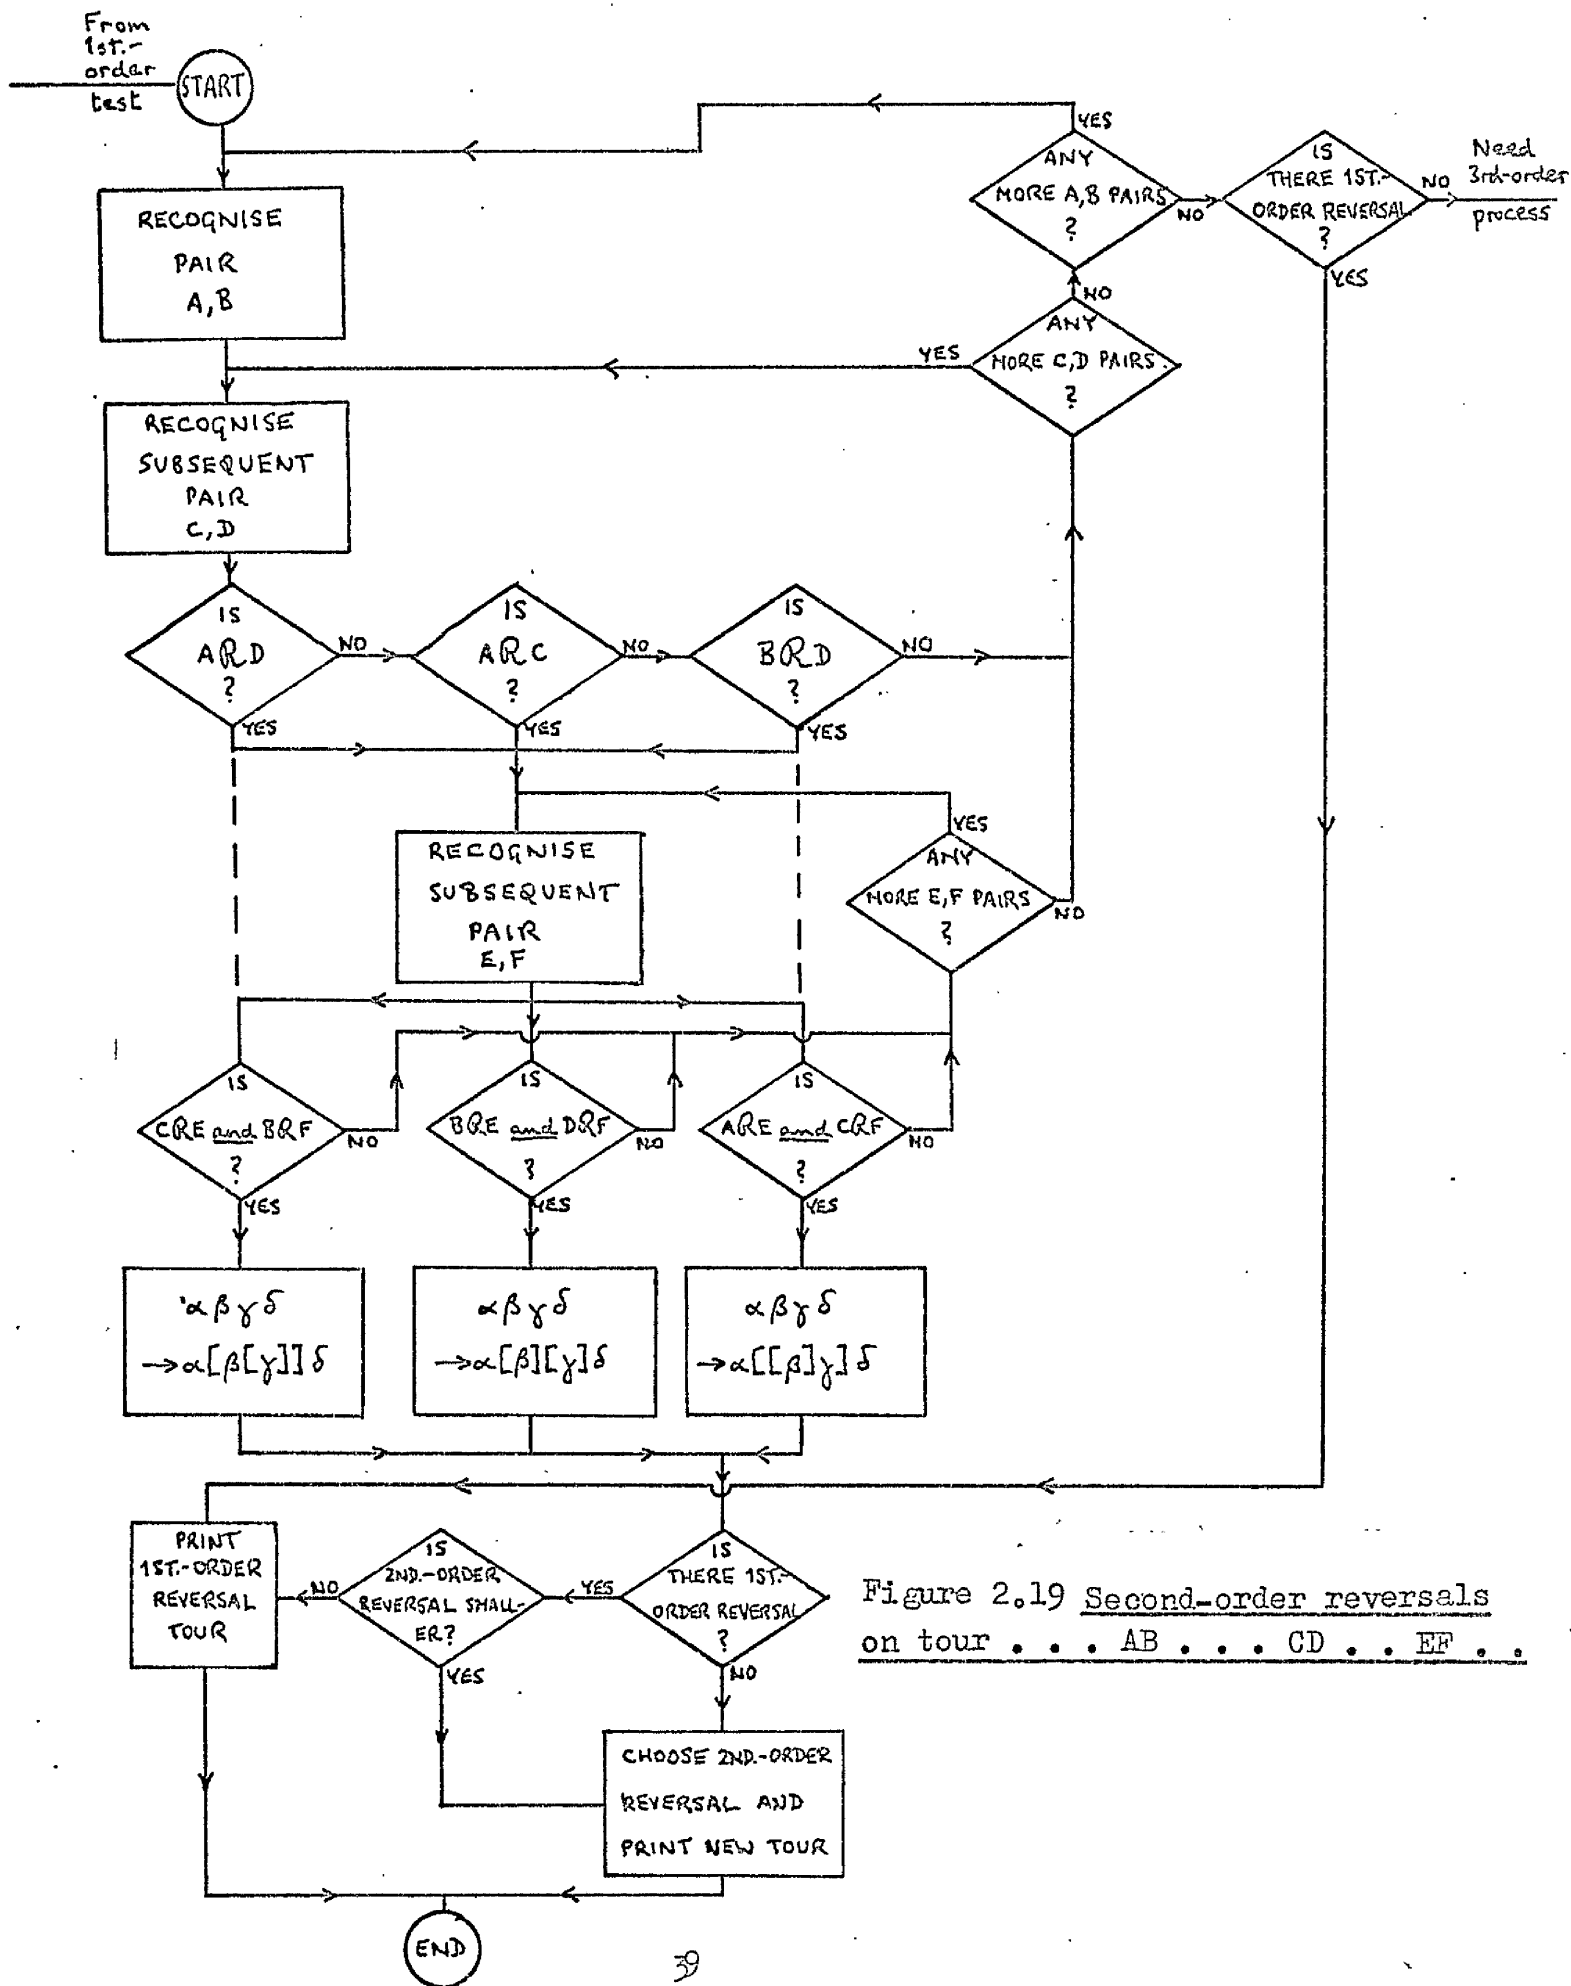 From
1st.-
order
test
START
YES
ANY
MORE A,B PAIRS
?
NO
IS
THERE 1ST.-
ORDER REVERSAL
?
NO
Need
3rd-order
process
YES
RECOGNISE
PAIR
A,B
NO
ANY
MORE C,D PAIRS
?
YES
RECOGNISE
SUBSEQUENT
PAIR
C,D
IS
ARD
?
NO
YES
IS
ARC
?
NO
YES
IS
BRD
?
NO
YES
RECOGNISE
SUBSEQUENT
PAIR
E,F
YES
ANY
MORE E,F PAIRS
?
NO
IS
CRE and BRF
?
NO
YES
IS
BRE and DRF
?
NO
YES
IS
ARE and CRF
?
NO
YES
αβγδ
→α[β[γ]]δ
αβγδ
→α[β][γ]δ
αβγδ
→α[[β]γ]δ
PRINT
1ST.-ORDER
REVERSAL
TOUR
NO
IS
2ND.-ORDER
REVERSAL SMALL-
ER?
YES
YES
IS
THERE 1ST.-
ORDER REVERSAL
?
NO
Figure 2.19 Second-order reversals
on tour . . . AB . . . CD . . EF . .
CHOOSE 2ND.-ORDER
REVERSAL AND
PRINT NEW TOUR
END
39